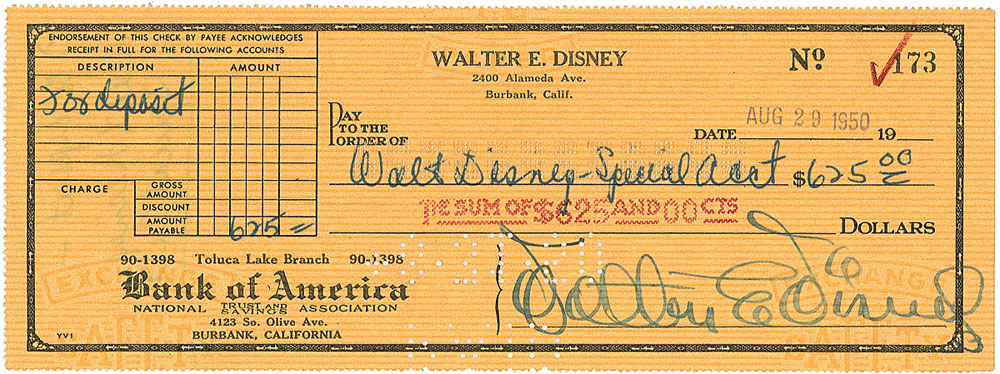 ENDORSEMENT OF THIS CHECK BY PAYEE ACKNOWLEDGES
RECEIPT IN FULL FOR THE FOLLOWING ACCOUNTS
DESCRIPTION AMOUNT
For deposit
CHARGE
GROSS AMOUNT
DISCOUNT
AMOUNT PAYABLE 625=
WALTER E. DISNEY
2400 Alameda Ave.
Burbank, Calif.
Nº 173
DATE AUG 29 1950 19
PAY TO THE ORDER OF
Walt Disney - Special Acct $625 00
THE SUM OF $625 AND 00 CTS
DOLLARS
90-1398 Toluca Lake Branch 90-1398
Bank of America
NATIONAL TRUST AND SAVINGS ASSOCIATION
4123 So. Olive Ave.
BURBANK, CALIFORNIA
YV1
Walter E Disney